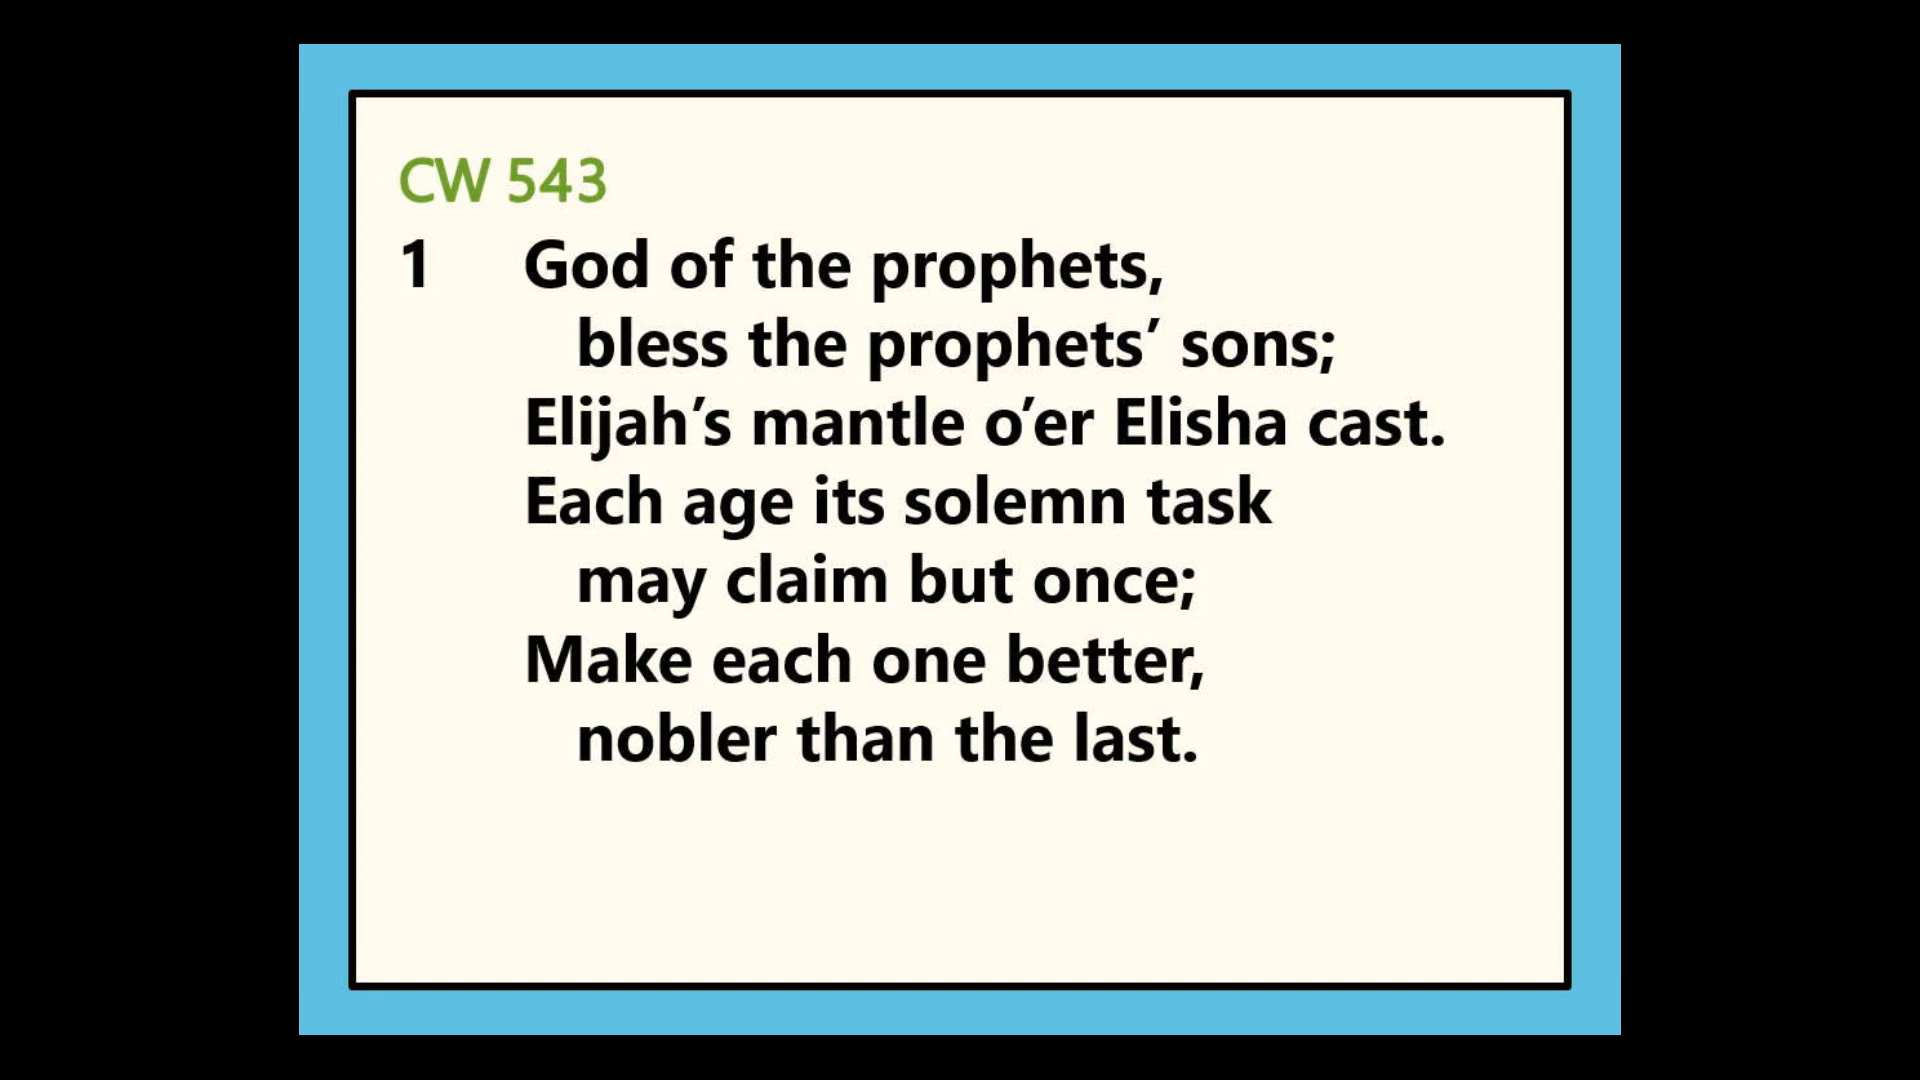 CW 543
1 God of the prophets,
bless the prophets’ sons;
Elijah’s mantle o’er Elisha cast.
Each age its solemn task
may claim but once;
Make each one better,
nobler than the last.